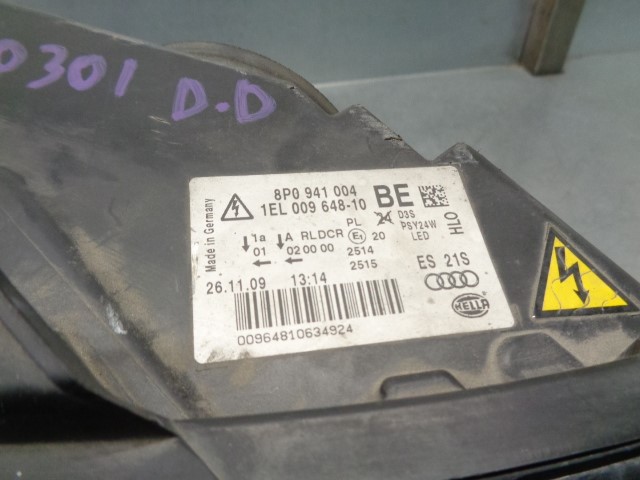 0301 D.D
Made in Germany
8P0 941 004 BE
1EL 009 648-10
PL D3S
PSY24W
LED
HLO
1a A RLDCR E1 20
01 02 00 00 2514
2515
ES 21S
26.11.09 13:14
HELLA
00964810634924